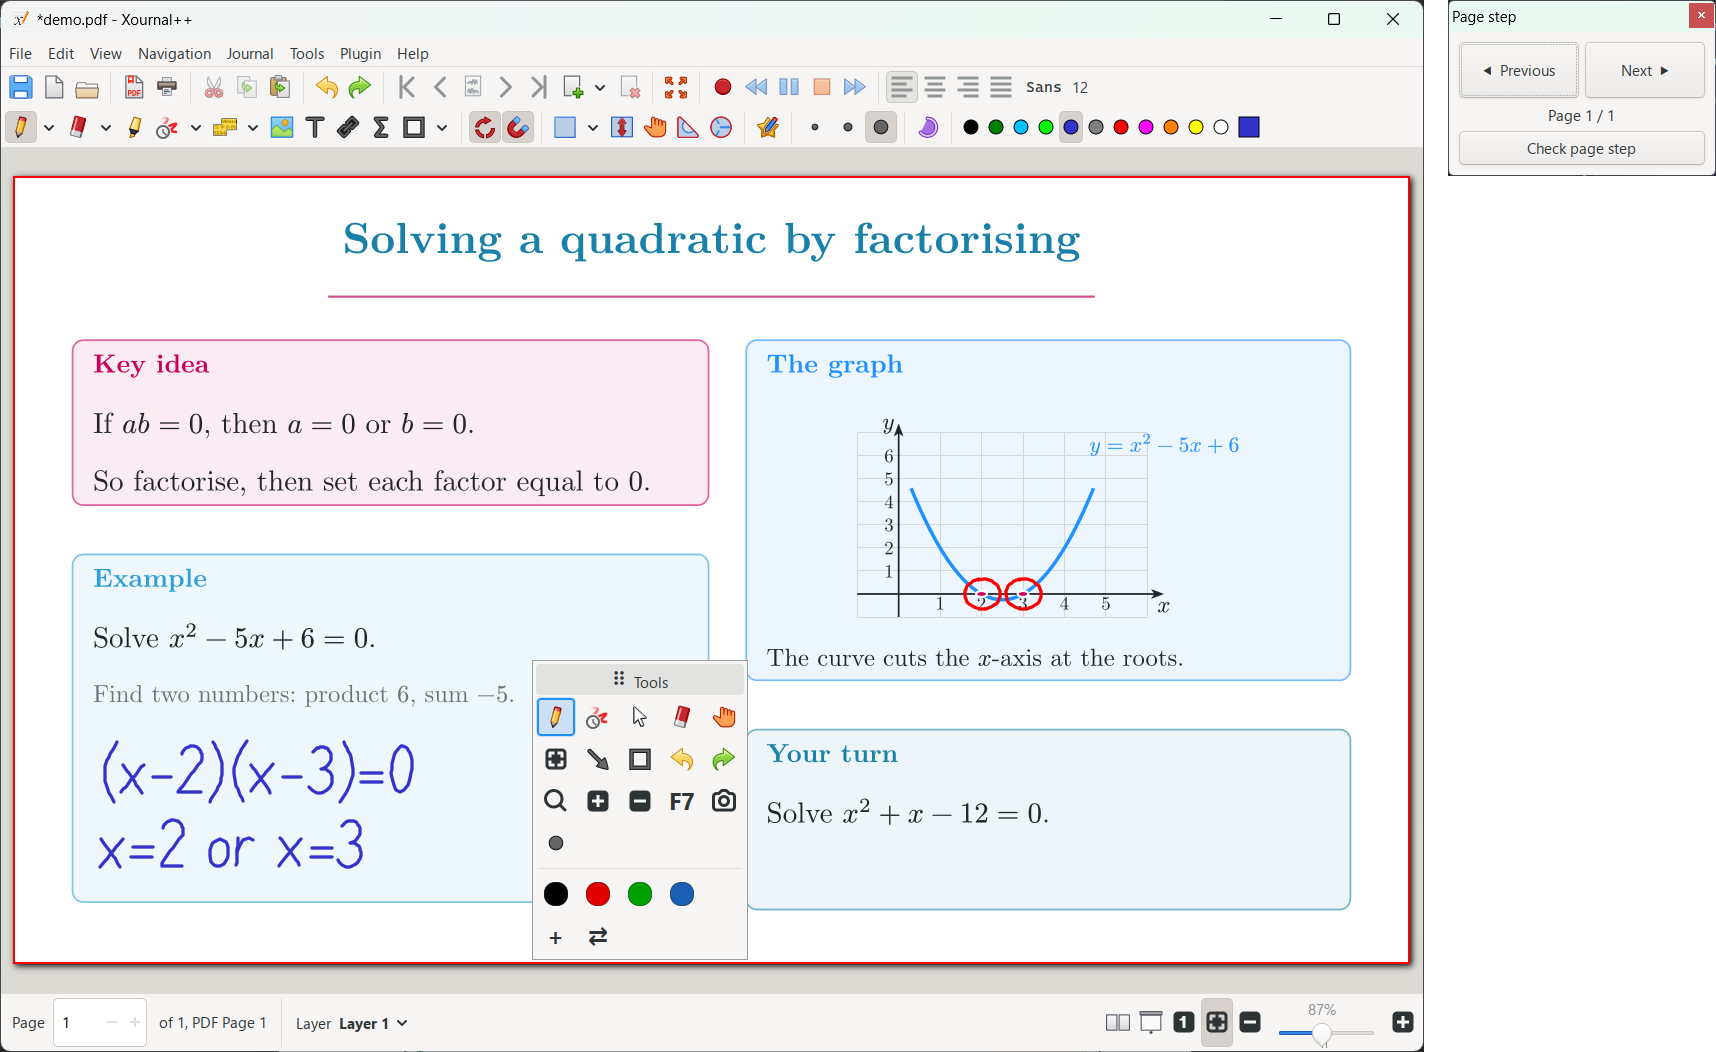 *demo.pdf - Xournal++
File Edit View Navigation Journal Tools Plugin Help
Sans 12
Solving a quadratic by factorising
Key idea
If ab = 0, then a = 0 or b = 0.
So factorise, then set each factor equal to 0.
Example
Solve x² − 5x + 6 = 0.
Find two numbers: product 6, sum −5.
(x-2)(x-3)=0
x=2 or x=3
The graph
y
y = x² − 5x + 6
6
5
4
3
2
1
1 2 3 4 5 x
The curve cuts the x-axis at the roots.
Your turn
Solve x² + x − 12 = 0.
Tools
F7
Page 1 of 1, PDF Page 1 Layer Layer 1
1
87%
Page step
Previous Next
Page 1 / 1
Check page step